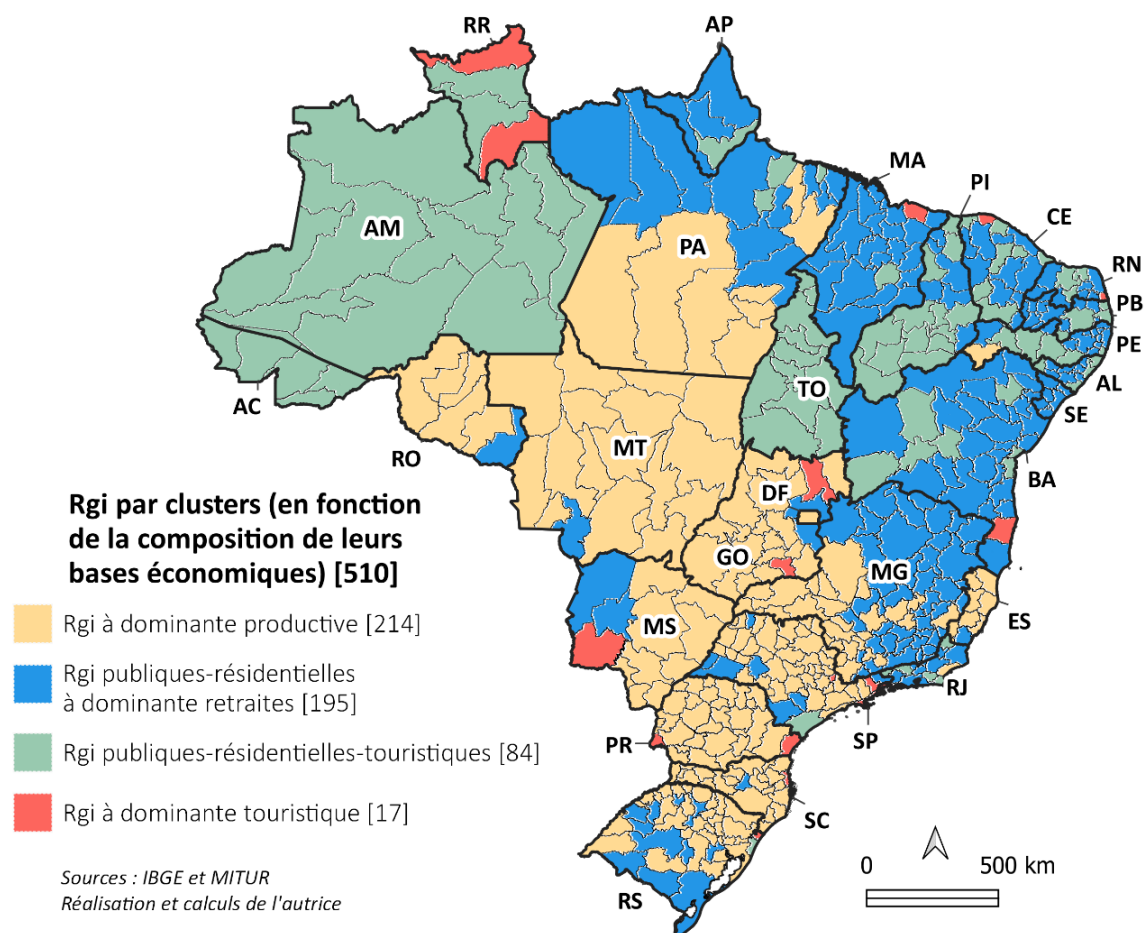 RR
AP
MA
PI
CE
RN
PB
PE
AL
SE
BA
AM
PA
TO
AC
RO
MT
DF
GO
MG
ES
MS
RJ
SP
PR
SC
RS
Rgi par clusters (en fonction
de la composition de leurs
bases économiques) [510]
Rgi à dominante productive [214]
Rgi publiques-résidentielles
à dominante retraites [195]
Rgi publiques-résidentielles-touristiques [84]
Rgi à dominante touristique [17]
Sources : IBGE et MITUR
Réalisation et calculs de l'autrice
0 500 km